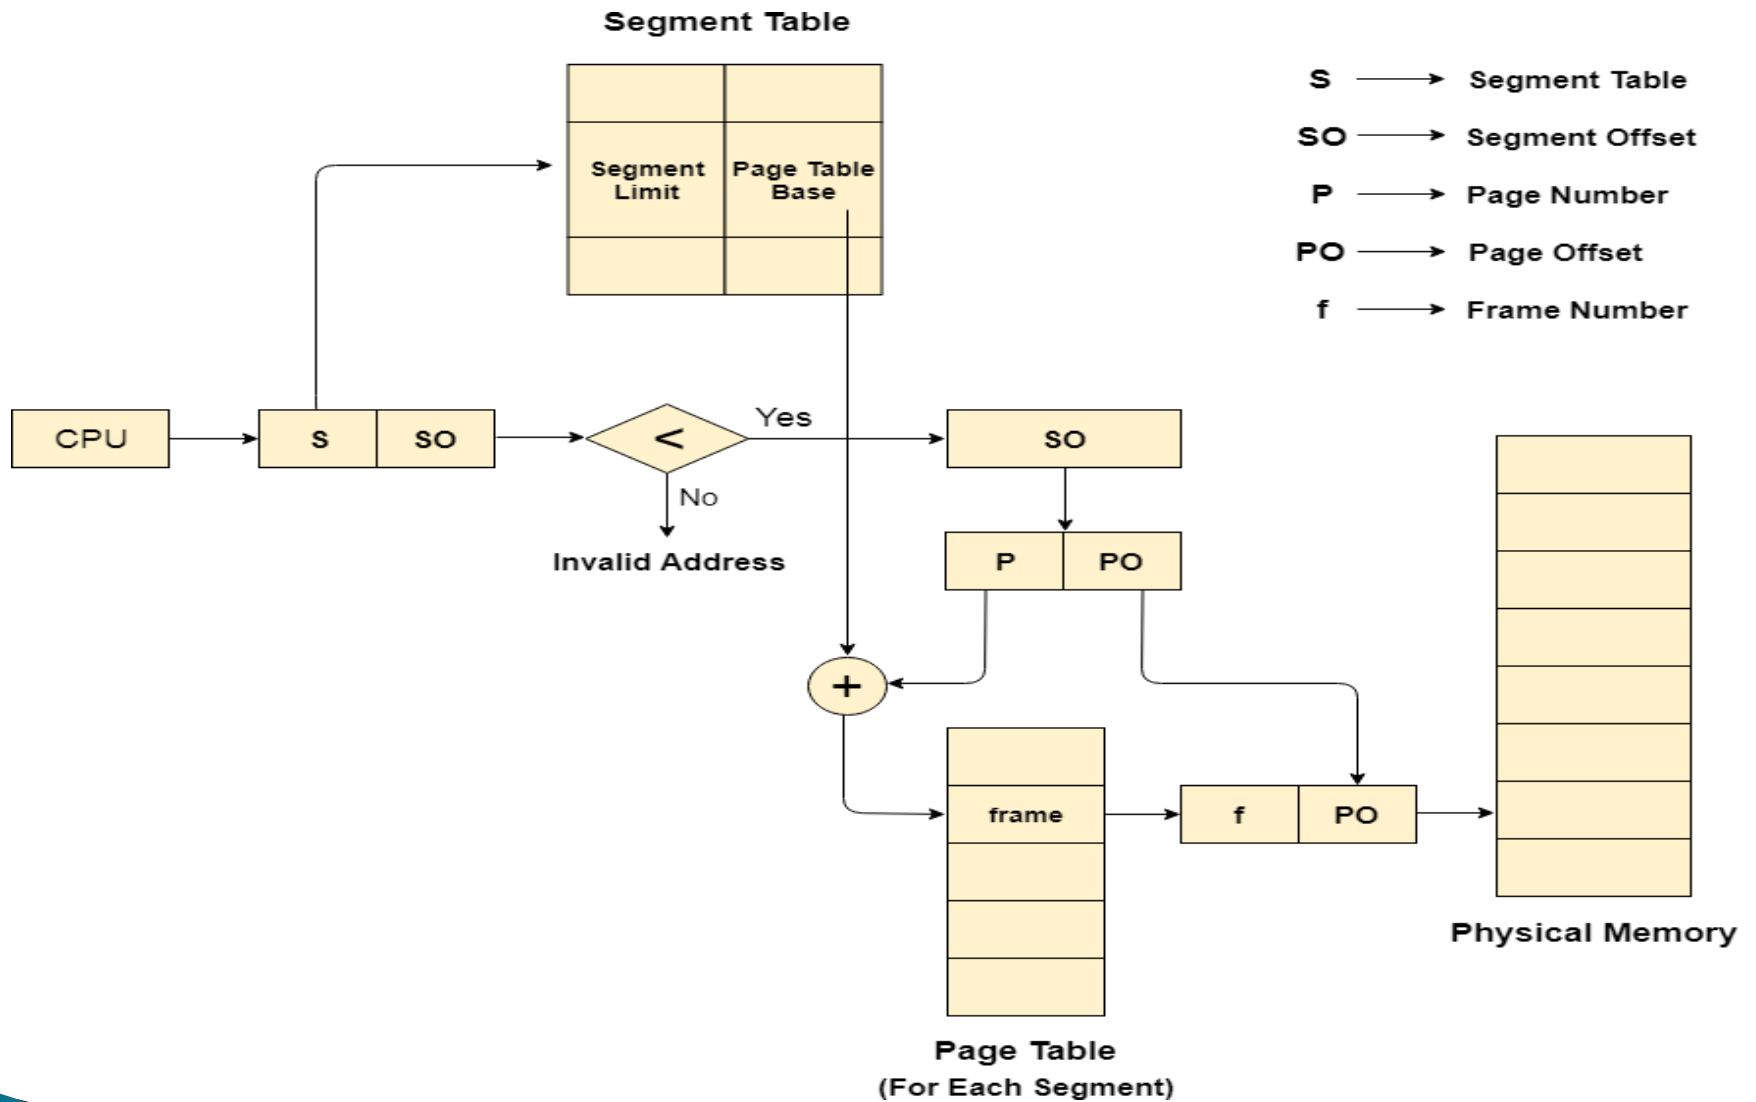 Segment Table
S
Segment Table
SO
Segment Offset
P
Page Number
PO
Page Offset
f
Frame Number
Segment
Limit
Page Table
Base
CPU
S
SO
<
Yes
No
Invalid Address
SO
P
PO
+
frame
f
PO
Physical Memory
Page Table
(For Each Segment)